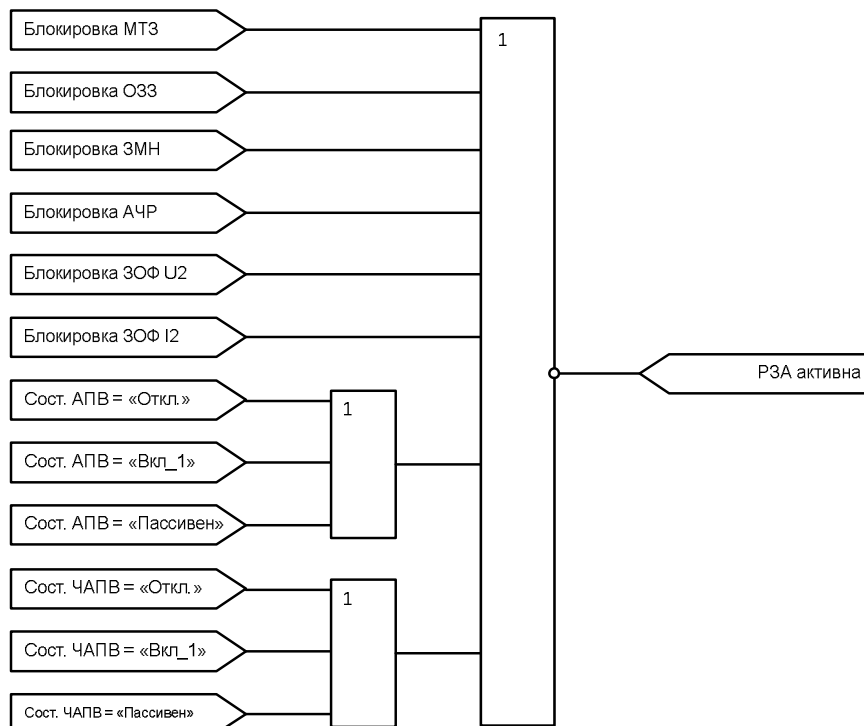 Блокировка МТЗ
1
Блокировка ОЗЗ
Блокировка ЗМН
Блокировка АЧР
Блокировка ЗОФ U2
Блокировка ЗОФ I2
РЗА активна
Сост. АПВ = «Откл.»
1
Сост. АПВ = «Вкл_1»
Сост. АПВ = «Пассивен»
Сост. ЧАПВ = «Откл.»
1
Сост. ЧАПВ = «Вкл_1»
Сост. ЧАПВ = «Пассивен»